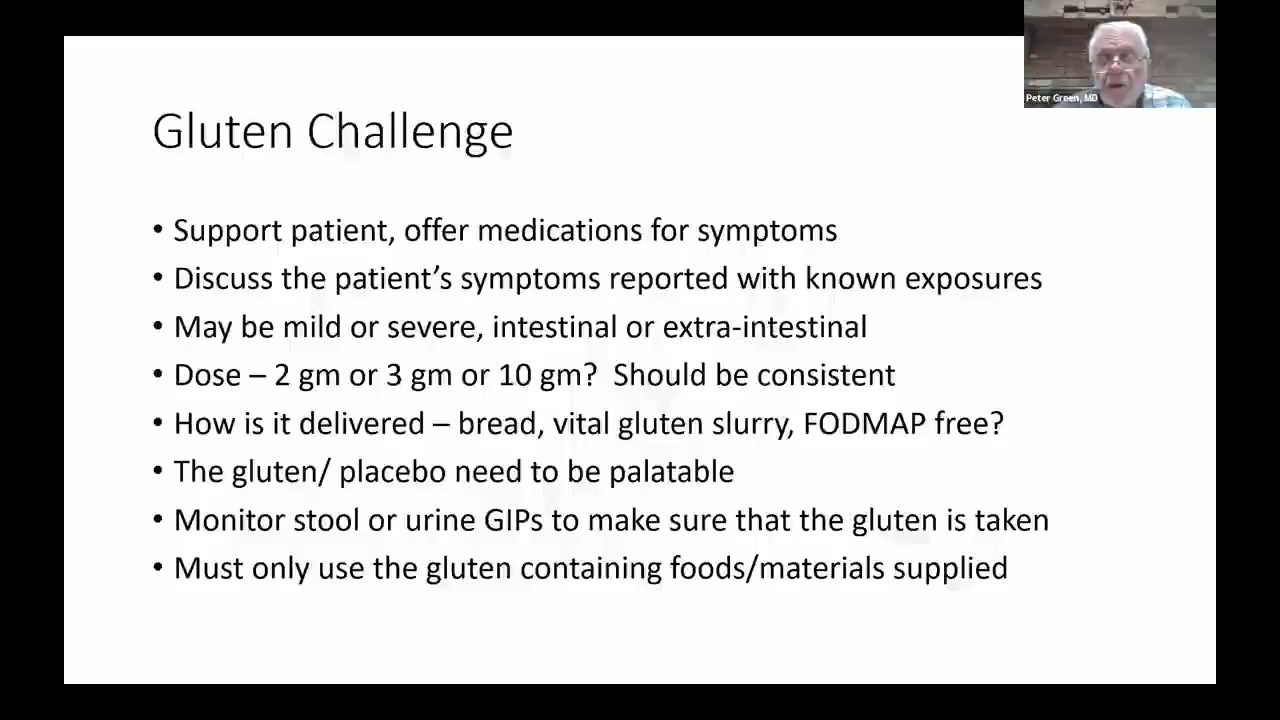 Peter Green, MD
Gluten Challenge
• Support patient, offer medications for symptoms
• Discuss the patient’s symptoms reported with known exposures
• May be mild or severe, intestinal or extra-intestinal
• Dose – 2 gm or 3 gm or 10 gm?  Should be consistent
• How is it delivered – bread, vital gluten slurry, FODMAP free?
• The gluten/ placebo need to be palatable
• Monitor stool or urine GIPs to make sure that the gluten is taken
• Must only use the gluten containing foods/materials supplied